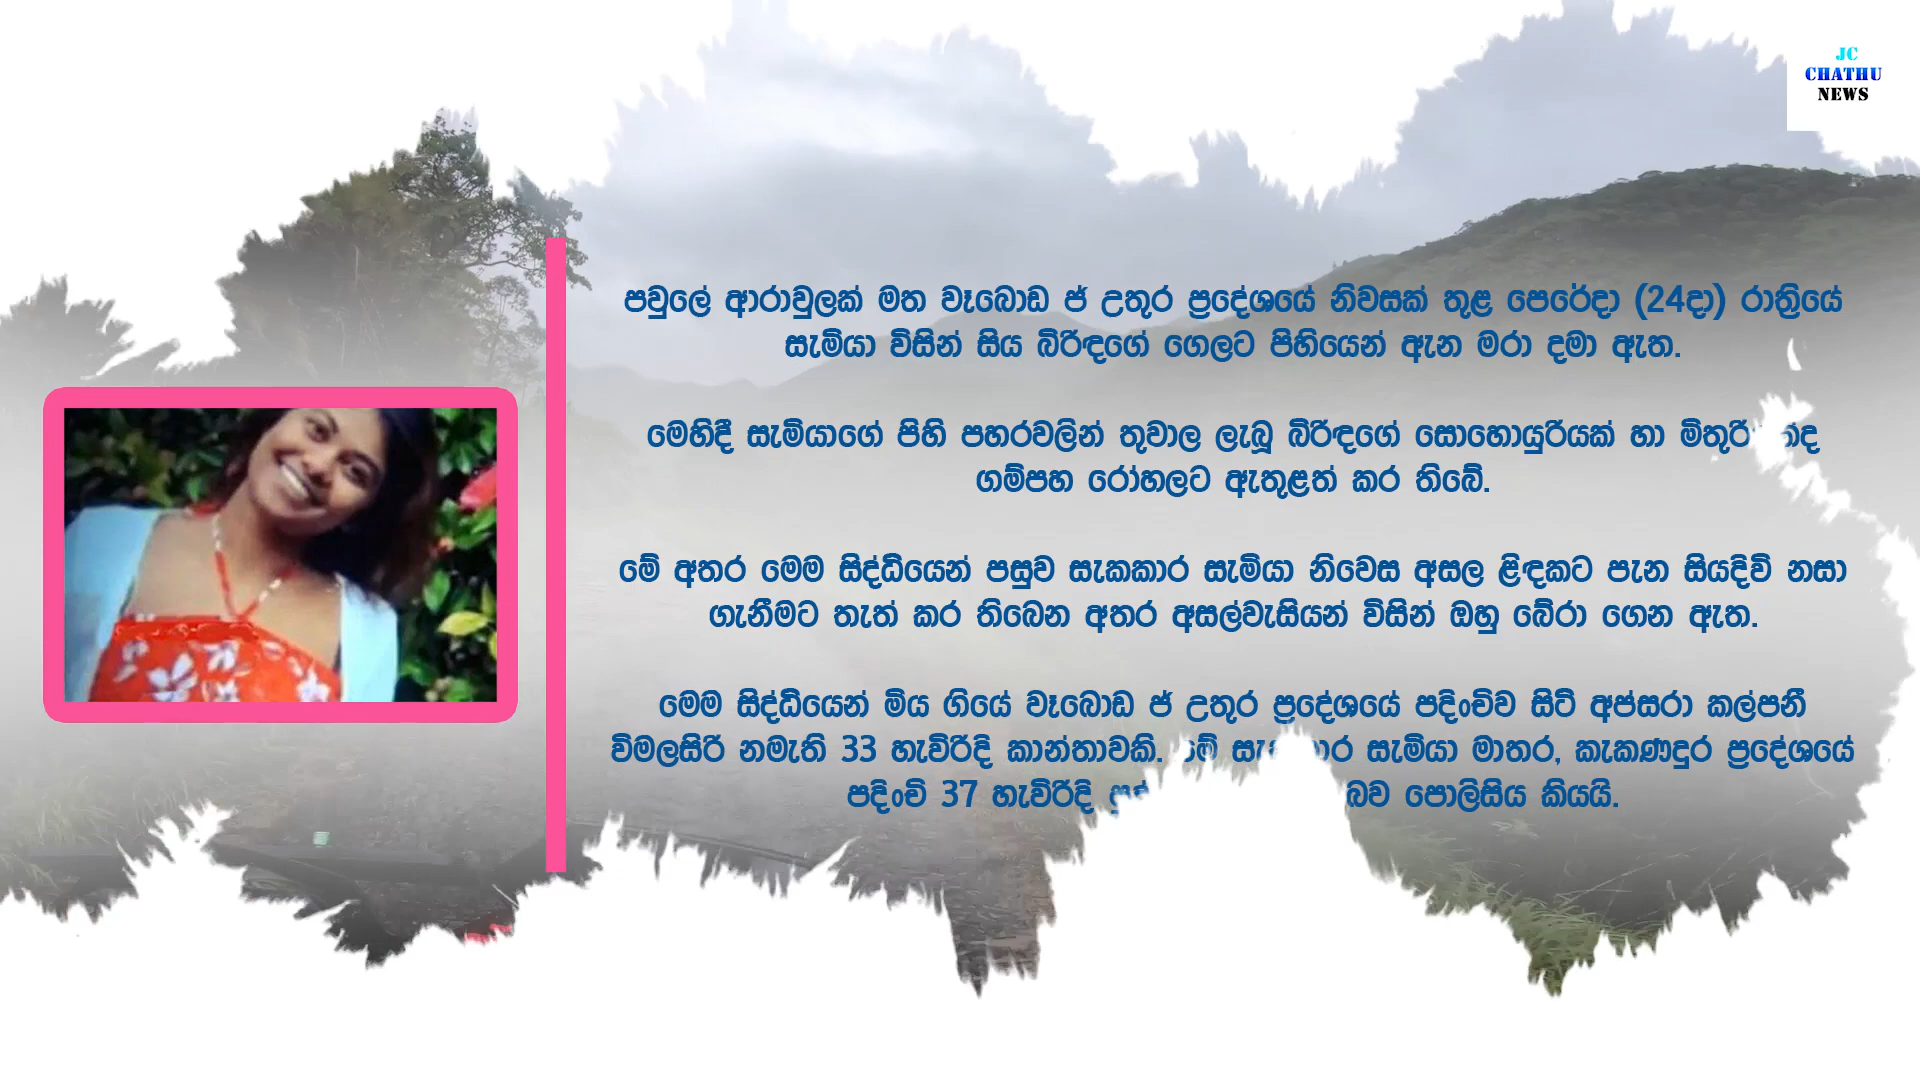 JC
CHATHU
NEWS
පවුලේ ආරාවුලක් මත වෑබොඩ ජ් උතුර ප්‍රදේශයේ නිවසක් තුළ පෙරේදා (24දා) රාත්‍රියේ
සැමියා විසින් සිය බිරිඳගේ ගෙලට පිහියෙන් ඇන මරා දමා ඇත.
මෙහිදී සැමියාගේ පිහි පහරවලින් තුවාල ලැබූ බිරිඳගේ සොහොයුරියක් හා
ගම්පහ රෝහලට ඇතුළත් කර තිබේ.
මේ අතර මෙම සිද්ධියෙන් පසුව සැකකාර සැමියා නිවෙස අසල ළිඳකට පැන සියදිවි නසා
ගැනීමට තැත් කර තිබෙන අතර අසල්වැසියන් විසින් ඔහු බේරා ගෙන ඇත.
මෙම සිද්ධියෙන් මිය ගියේ වෑබොඩ ජ් උතුර ප්‍රදේශයේ පදිංචිව සිටි අප්සරා කල්පනී
විමලසිරි නමැති 33 හැවිරිදි කාන්තාවකි. සැමියා මාතර, කැකණදුර ප්‍රදේශයේ
පදිංචි 37 හැවිරිදි බව පොලිසිය කියයි.